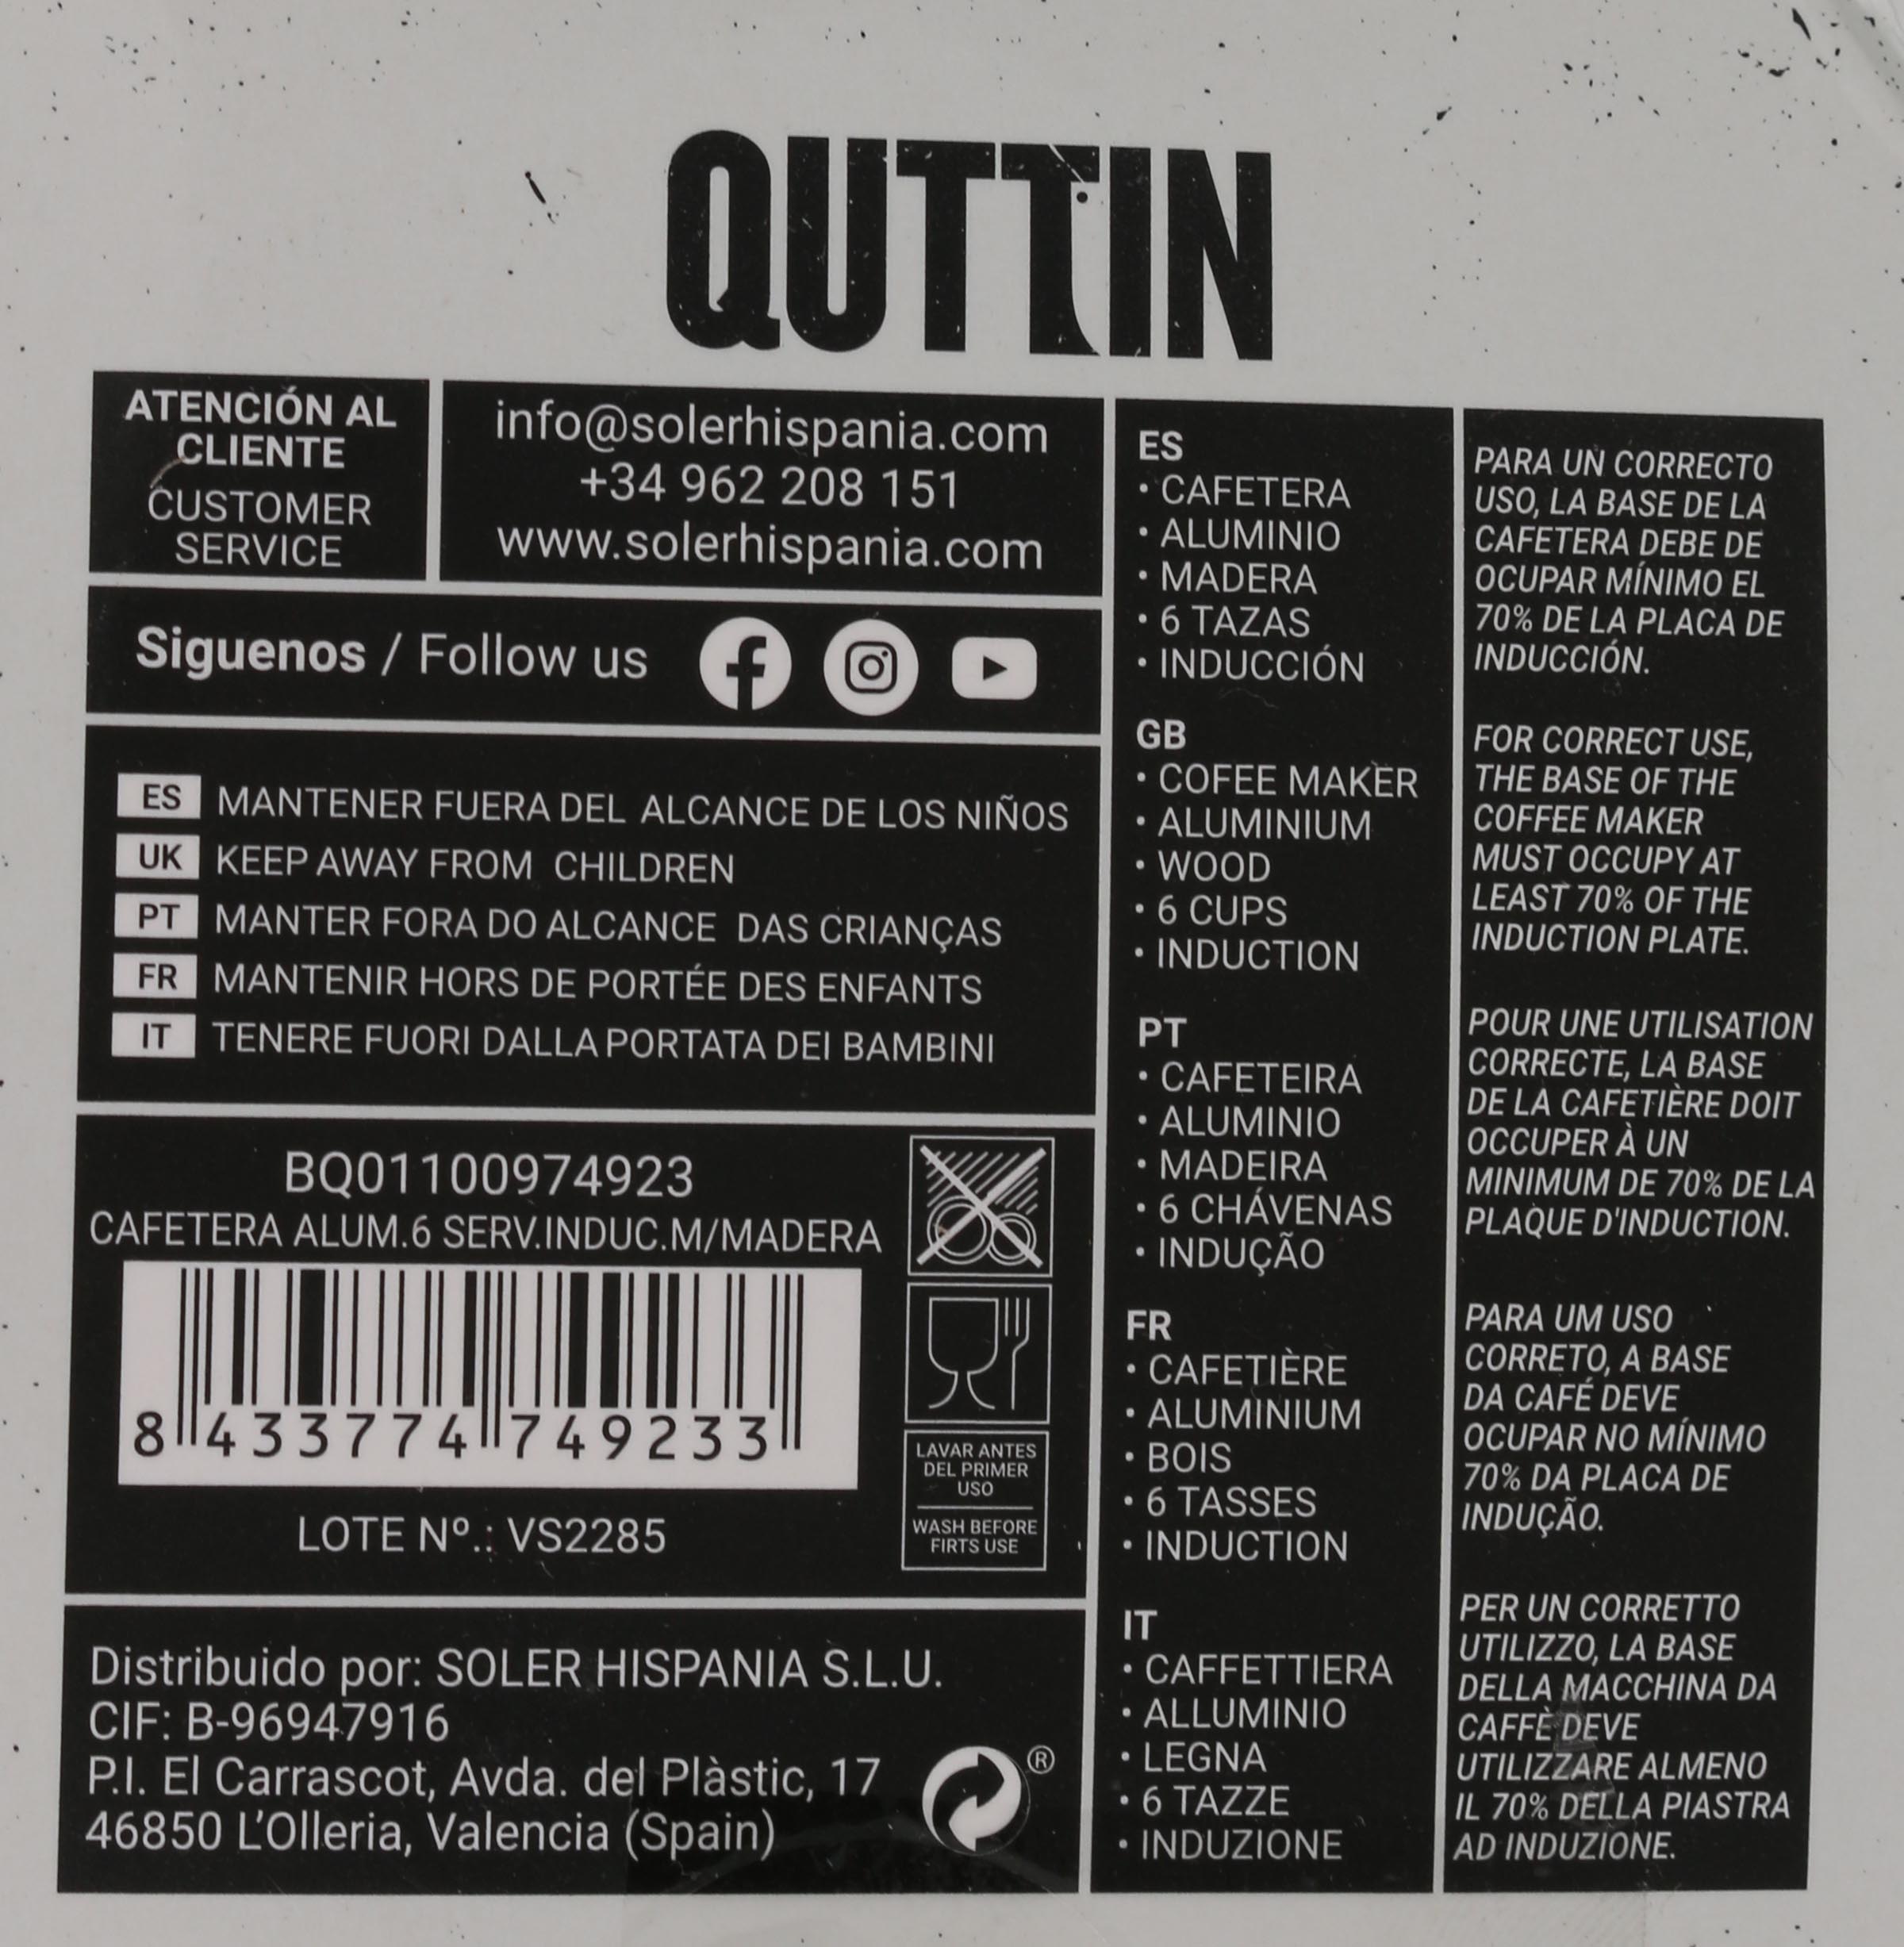 QUTTIN
ATENCIÓN AL
CLIENTE
CUSTOMER
SERVICE
info@solerhispania.com
+34 962 208 151
www.solerhispania.com
Siguenos / Follow us
ES MANTENER FUERA DEL ALCANCE DE LOS NIÑOS
UK KEEP AWAY FROM CHILDREN
PT MANTER FORA DO ALCANCE DAS CRIANÇAS
FR MANTENIR HORS DE PORTÉE DES ENFANTS
IT TENERE FUORI DALLA PORTATA DEI BAMBINI
BQ01100974923
CAFETERA ALUM.6 SERV.INDUC.M/MADERA
8 433774 749233
LOTE Nº.: VS2285
LAVAR ANTES
DEL PRIMER
USO
WASH BEFORE
FIRTS USE
Distribuido por: SOLER HISPANIA S.L.U.
CIF: B-96947916
P.I. El Carrascot, Avda. del Plàstic, 17
46850 L'Olleria, Valencia (Spain)
®
ES
• CAFETERA
• ALUMINIO
• MADERA
• 6 TAZAS
• INDUCCIÓN
GB
• COFEE MAKER
• ALUMINIUM
• WOOD
• 6 CUPS
• INDUCTION
PT
• CAFETEIRA
• ALUMINIO
• MADEIRA
• 6 CHÁVENAS
• INDUÇÃO
FR
• CAFETIÈRE
• ALUMINIUM
• BOIS
• 6 TASSES
• INDUCTION
IT
• CAFFETTIERA
• ALLUMINIO
• LEGNA
• 6 TAZZE
• INDUZIONE
PARA UN CORRECTO
USO, LA BASE DE LA
CAFETERA DEBE DE
OCUPAR MÍNIMO EL
70% DE LA PLACA DE
INDUCCIÓN.
FOR CORRECT USE,
THE BASE OF THE
COFFEE MAKER
MUST OCCUPY AT
LEAST 70% OF THE
INDUCTION PLATE.
POUR UNE UTILISATION
CORRECTE, LA BASE
DE LA CAFETIÈRE DOIT
OCCUPER À UN
MINIMUM DE 70% DE LA
PLAQUE D'INDUCTION.
PARA UM USO
CORRETO, A BASE
DA CAFÉ DEVE
OCUPAR NO MÍNIMO
70% DA PLACA DE
INDUÇÃO.
PER UN CORRETTO
UTILIZZO, LA BASE
DELLA MACCHINA DA
CAFFÈ DEVE
UTILIZZARE ALMENO
IL 70% DELLA PIASTRA
AD INDUZIONE.